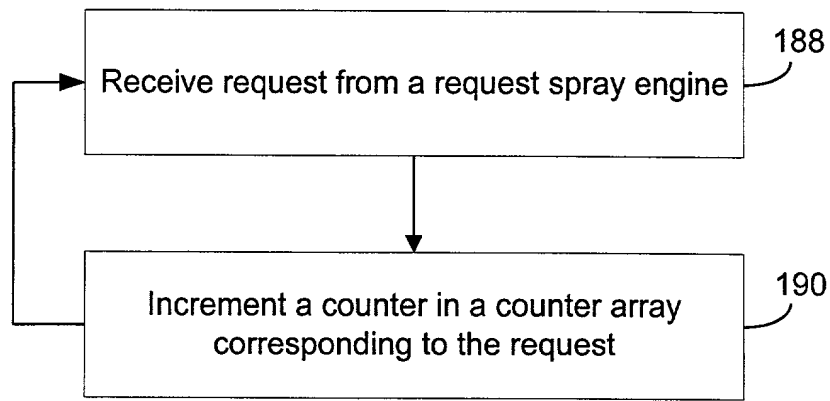 188
Receive request from a request spray engine
190
Increment a counter in a counter array
corresponding to the request